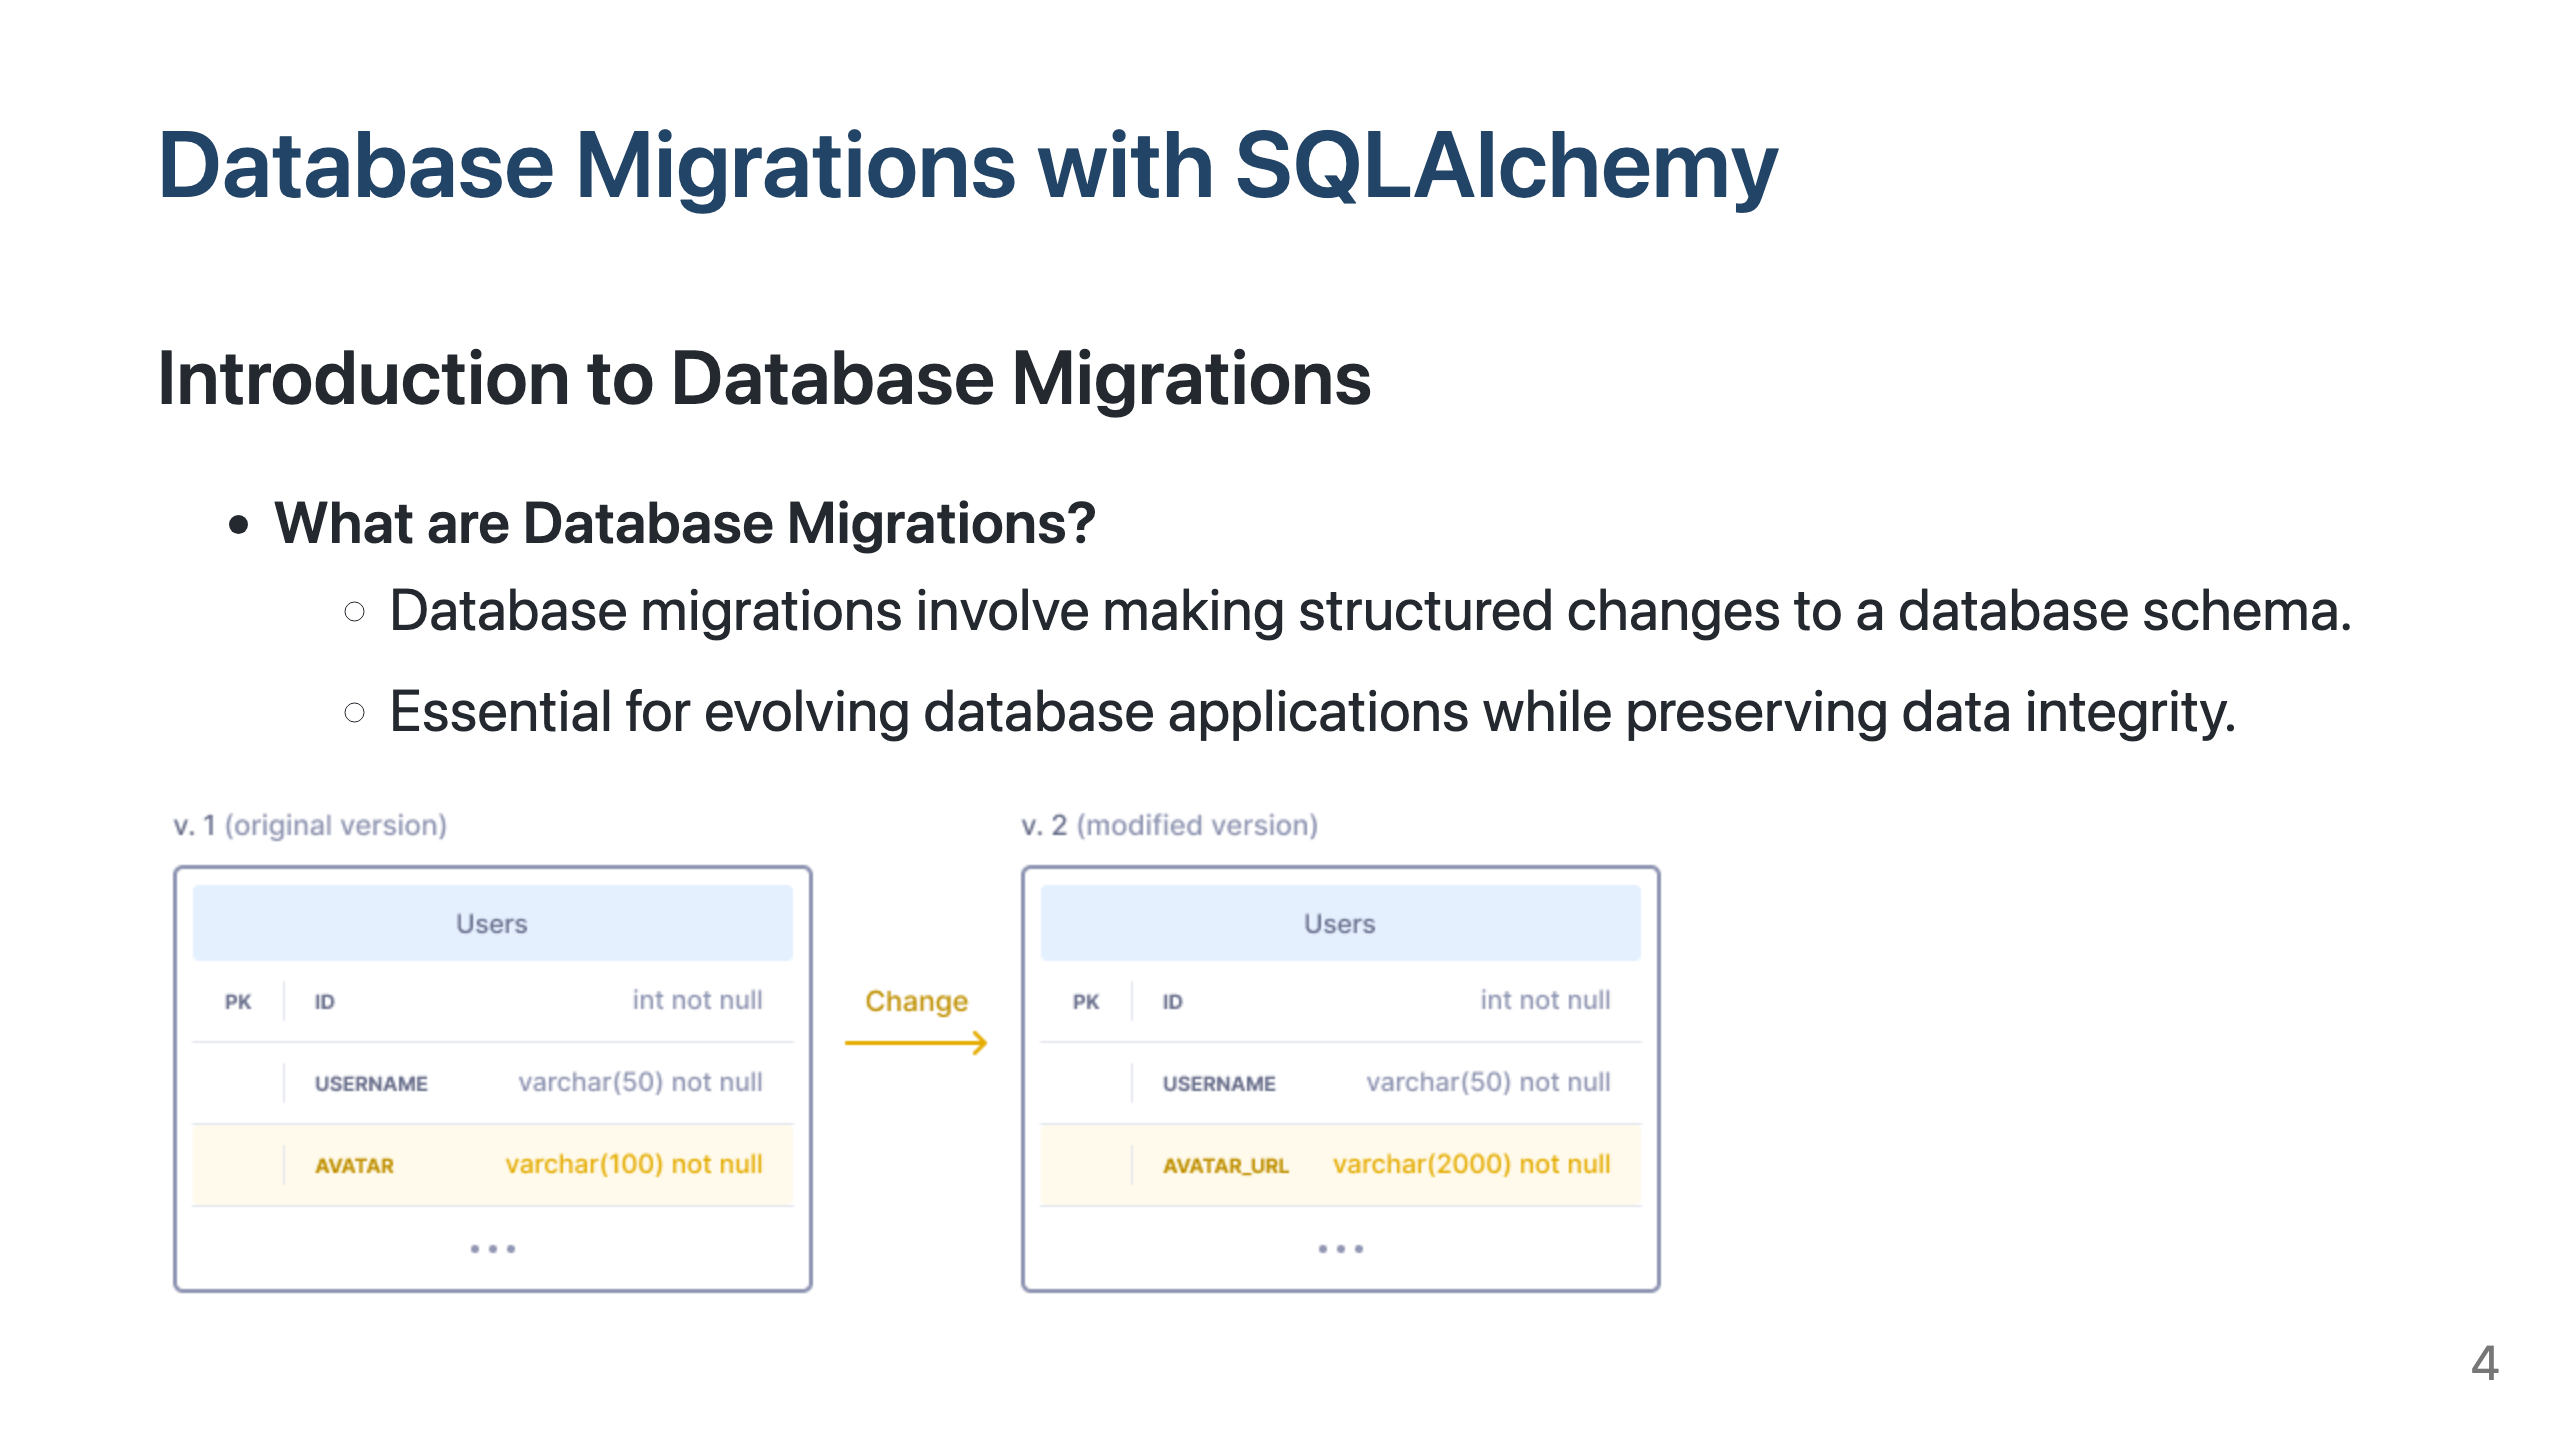 Database Migrations with SQLAlchemy
Introduction to Database Migrations
• What are Database Migrations?
○ Database migrations involve making structured changes to a database schema.
○ Essential for evolving database applications while preserving data integrity.
v. 1 (original version)
Users
PK ID int not null
USERNAME varchar(50) not null
AVATAR varchar(100) not null
...
Change
v. 2 (modified version)
Users
PK ID int not null
USERNAME varchar(50) not null
AVATAR_URL varchar(2000) not null
...
4